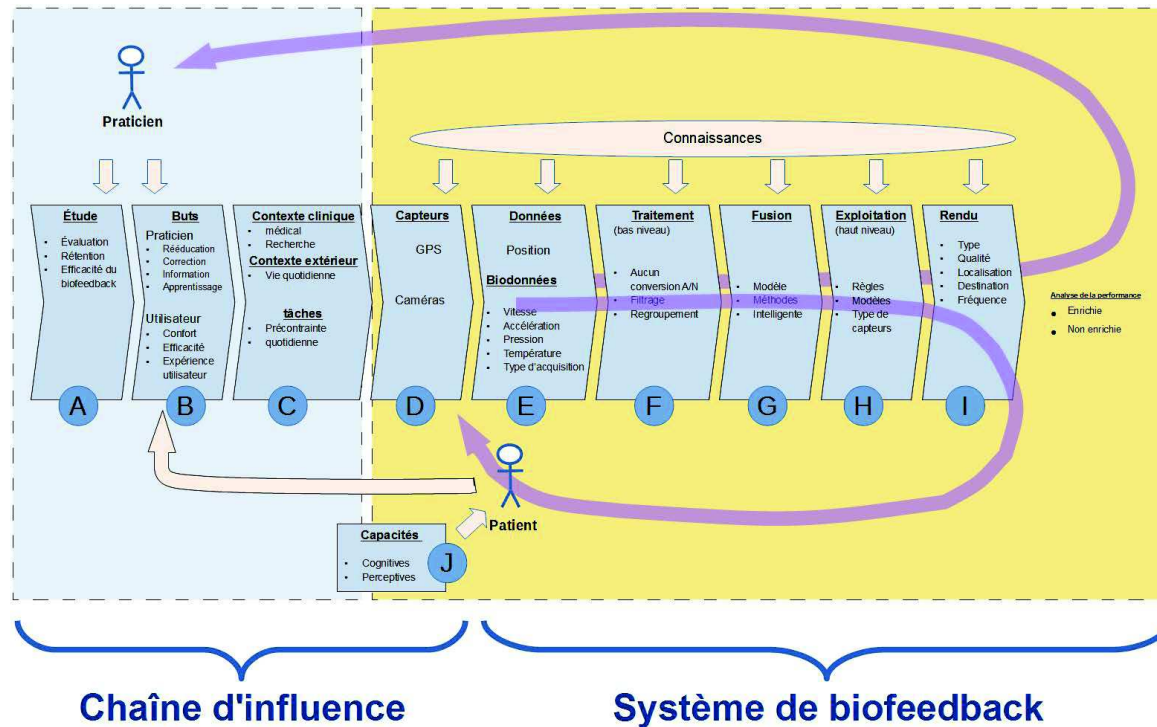 Praticien
Connaissances
Étude
Évaluation
Rétention
Efficacité du
biofeedback
A
Buts
Praticien
Rééducation
Correction
Information
Apprentissage
Utilisateur
Confort
Efficacité
Expérience
utilisateur
B
Contexte clinique
médical
Recherche
Contexte extérieur
Vie quotidienne
tâches
Précontrainte
quotidienne
C
Capteurs
GPS
Caméras
D
Données
Position
Biodonnées
Vitesse
Accélération
Pression
Température
Type d'acquisition
E
Traitement
(bas niveau)
Aucun
conversion A/N
Filtrage
Regroupement
F
Fusion
Modèle
Méthodes
Intelligente
G
Exploitation
(haut niveau)
Règles
Modèles
Type de
capteurs
H
Rendu
Type
Qualité
Localisation
Destination
Fréquence
I
Analyse de la performance
Enrichie
Non enrichie
Patient
Capacités
Cognitives
Perceptives
J
Chaîne d'influence
Système de biofeedback